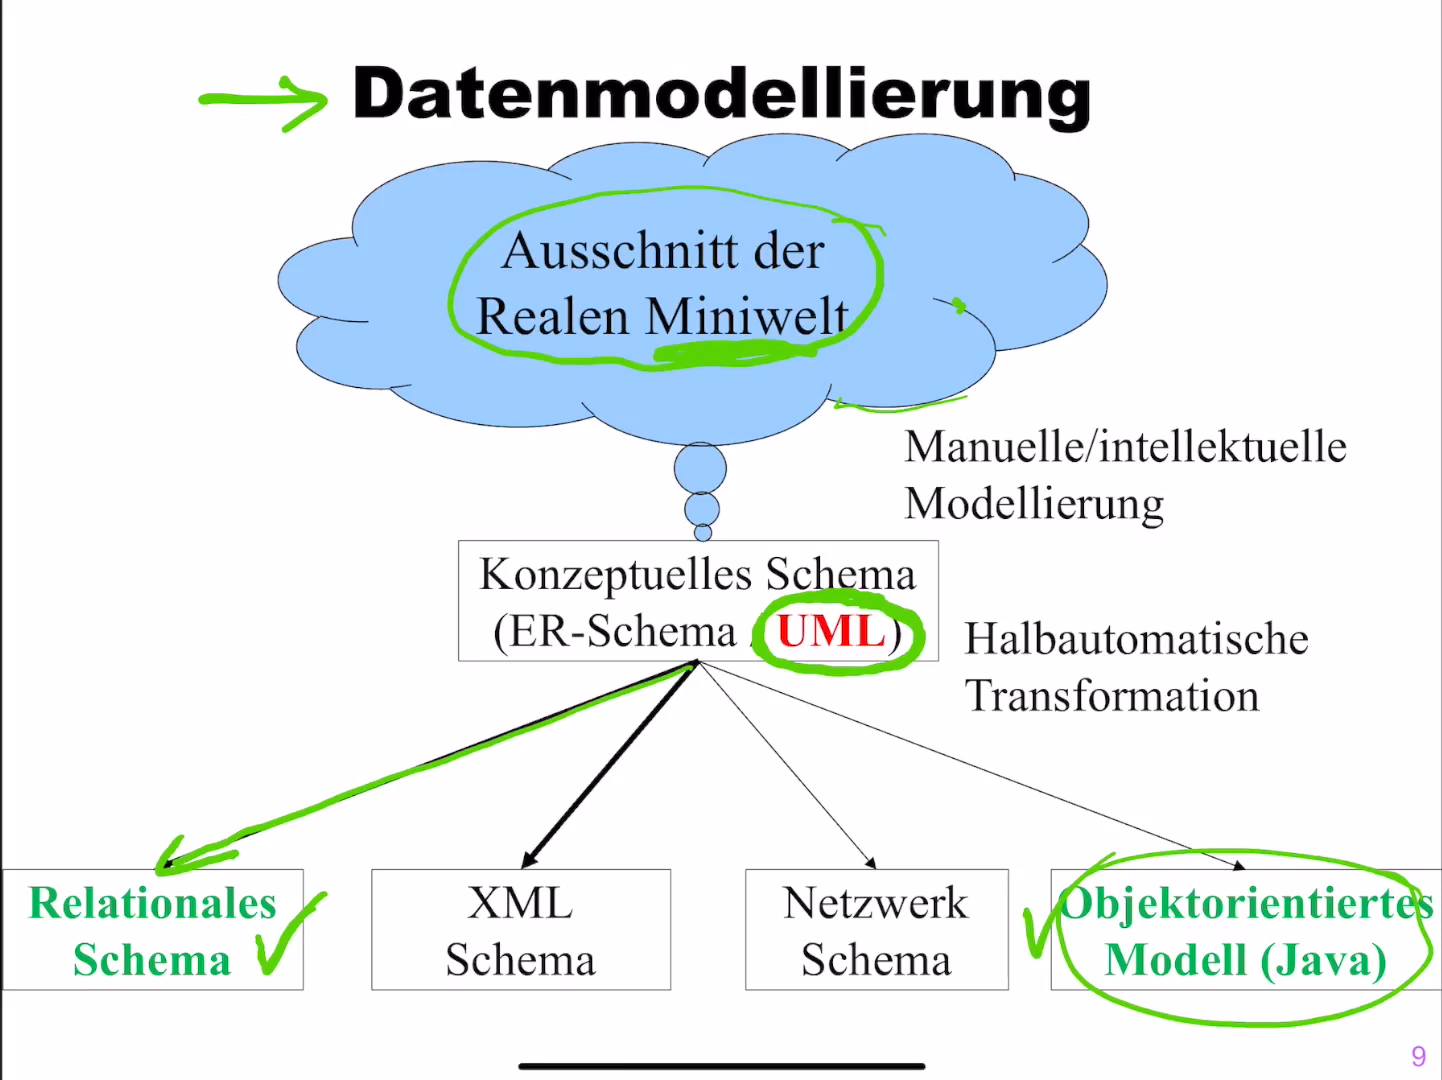 Datenmodellierung
Ausschnitt der
Realen Miniwelt
Manuelle/intellektuelle
Modellierung
Konzeptuelles Schema
(ER-Schema / UML)
Halbautomatische
Transformation
Relationales
Schema
XML
Schema
Netzwerk
Schema
Objektorientiertes
Modell (Java)
9